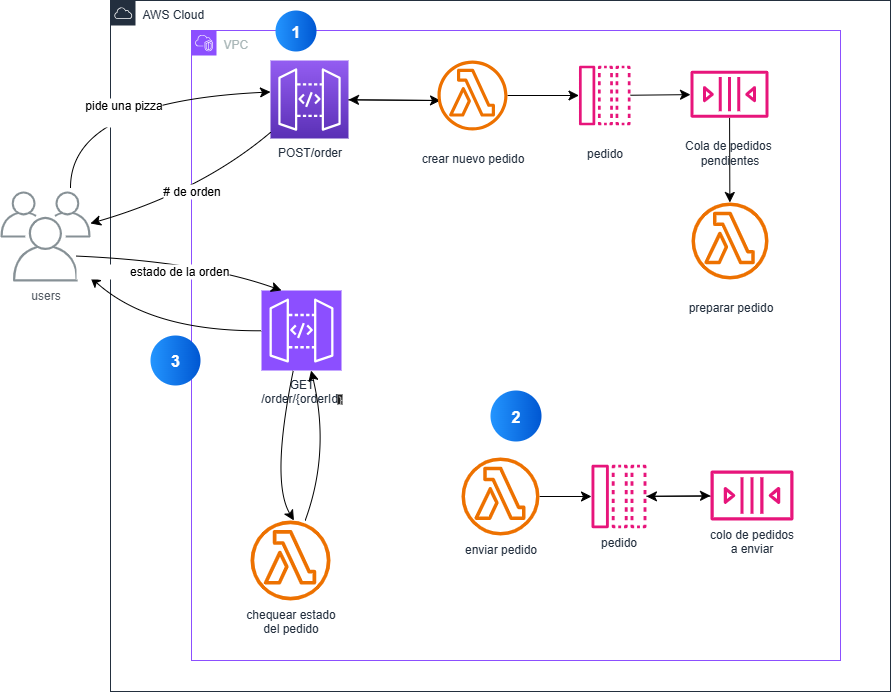 AWS Cloud
1
VPC
pide una pizza
POST/order
crear nuevo pedido
pedido
Cola de pedidos
pendientes
# de orden
users
estado de la orden
preparar pedido
3
GET
/order/{orderId}
2
enviar pedido
pedido
colo de pedidos
a enviar
chequear estado
del pedido